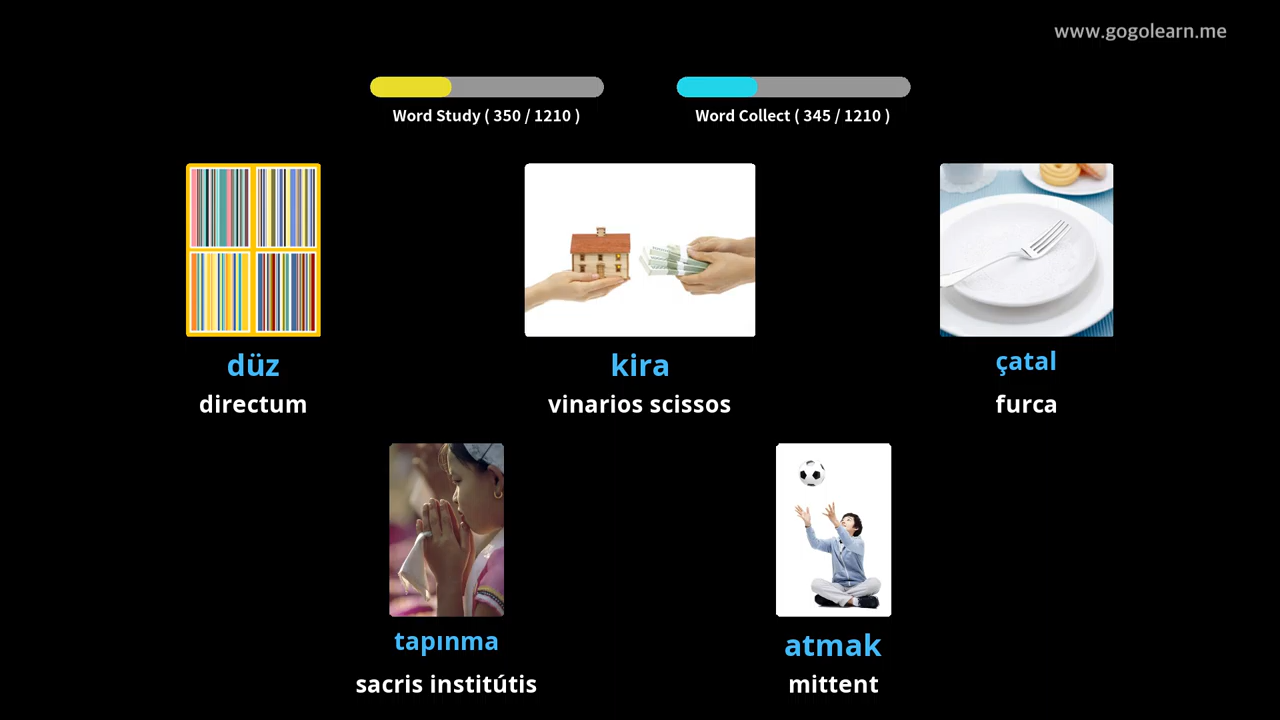 www.gogolearn.me
Word Study ( 350 / 1210 )
Word Collect ( 345 / 1210 )
düz
directum
kira
vinarios scissos
çatal
furca
tapınma
sacris institútis
atmak
mittent